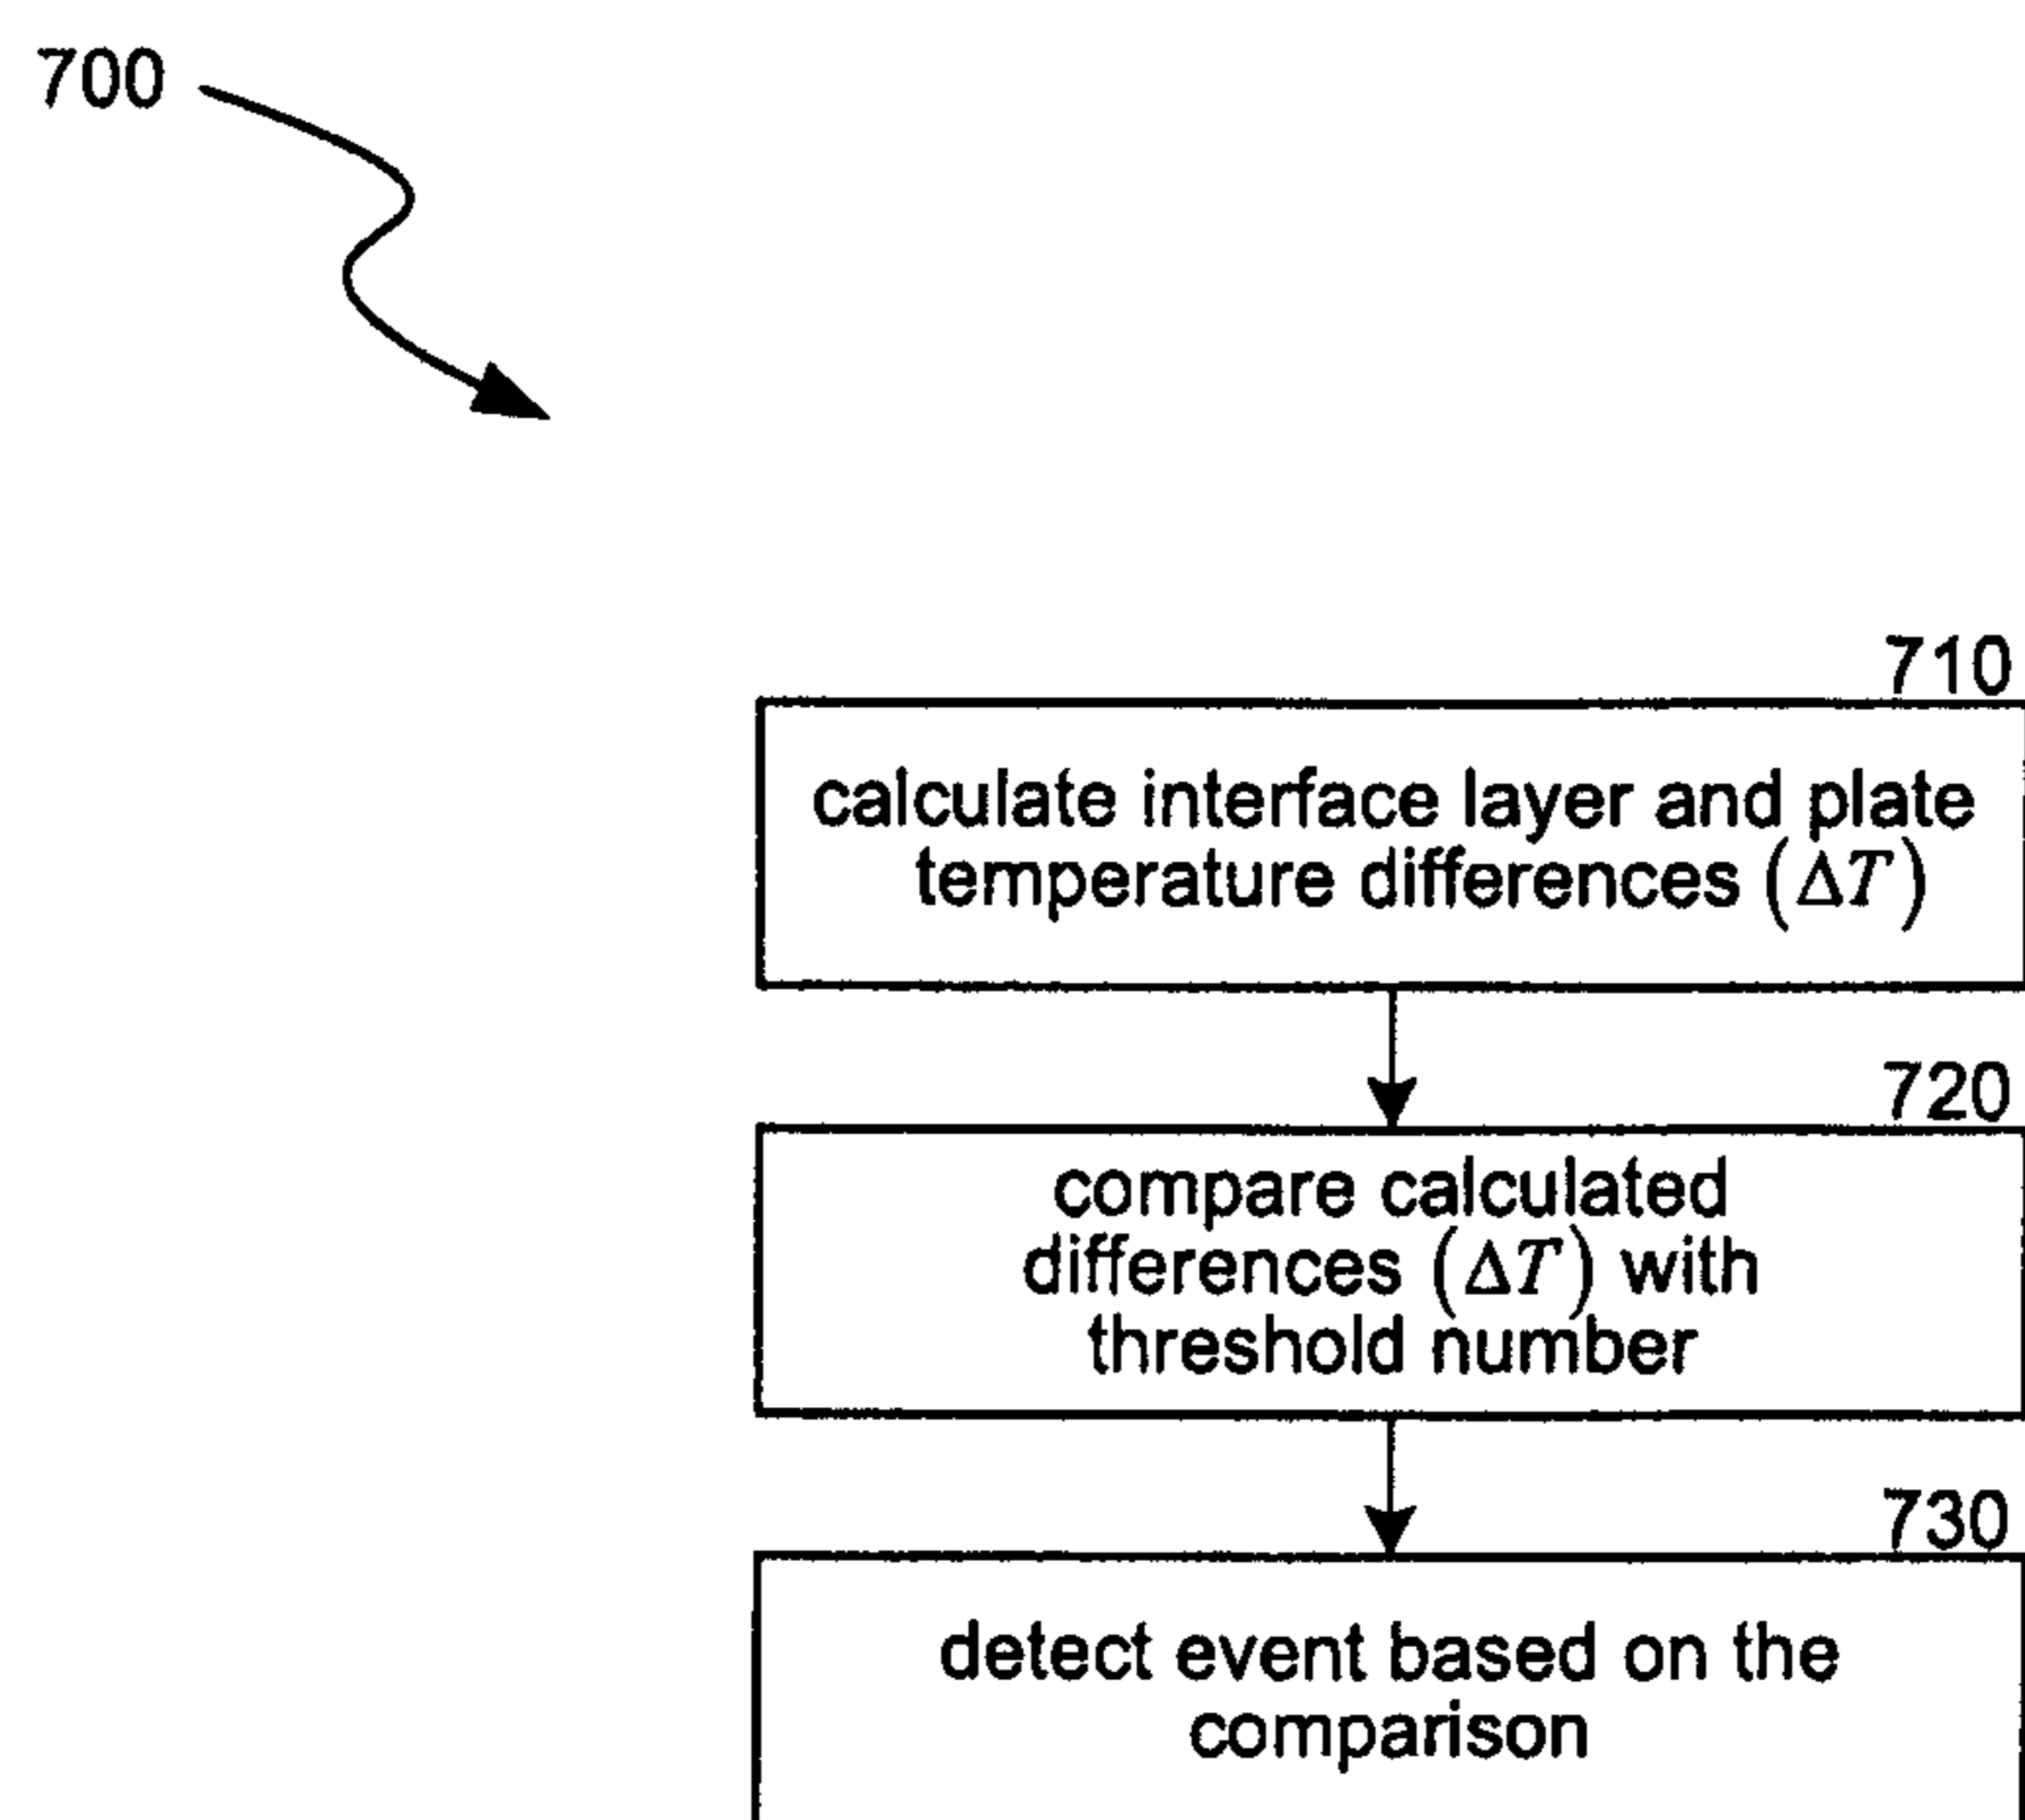 700
710
calculate interface layer and plate
temperature differences (ΔT)
720
compare calculated
differences (ΔT) with
threshold number
730
detect event based on the
comparison